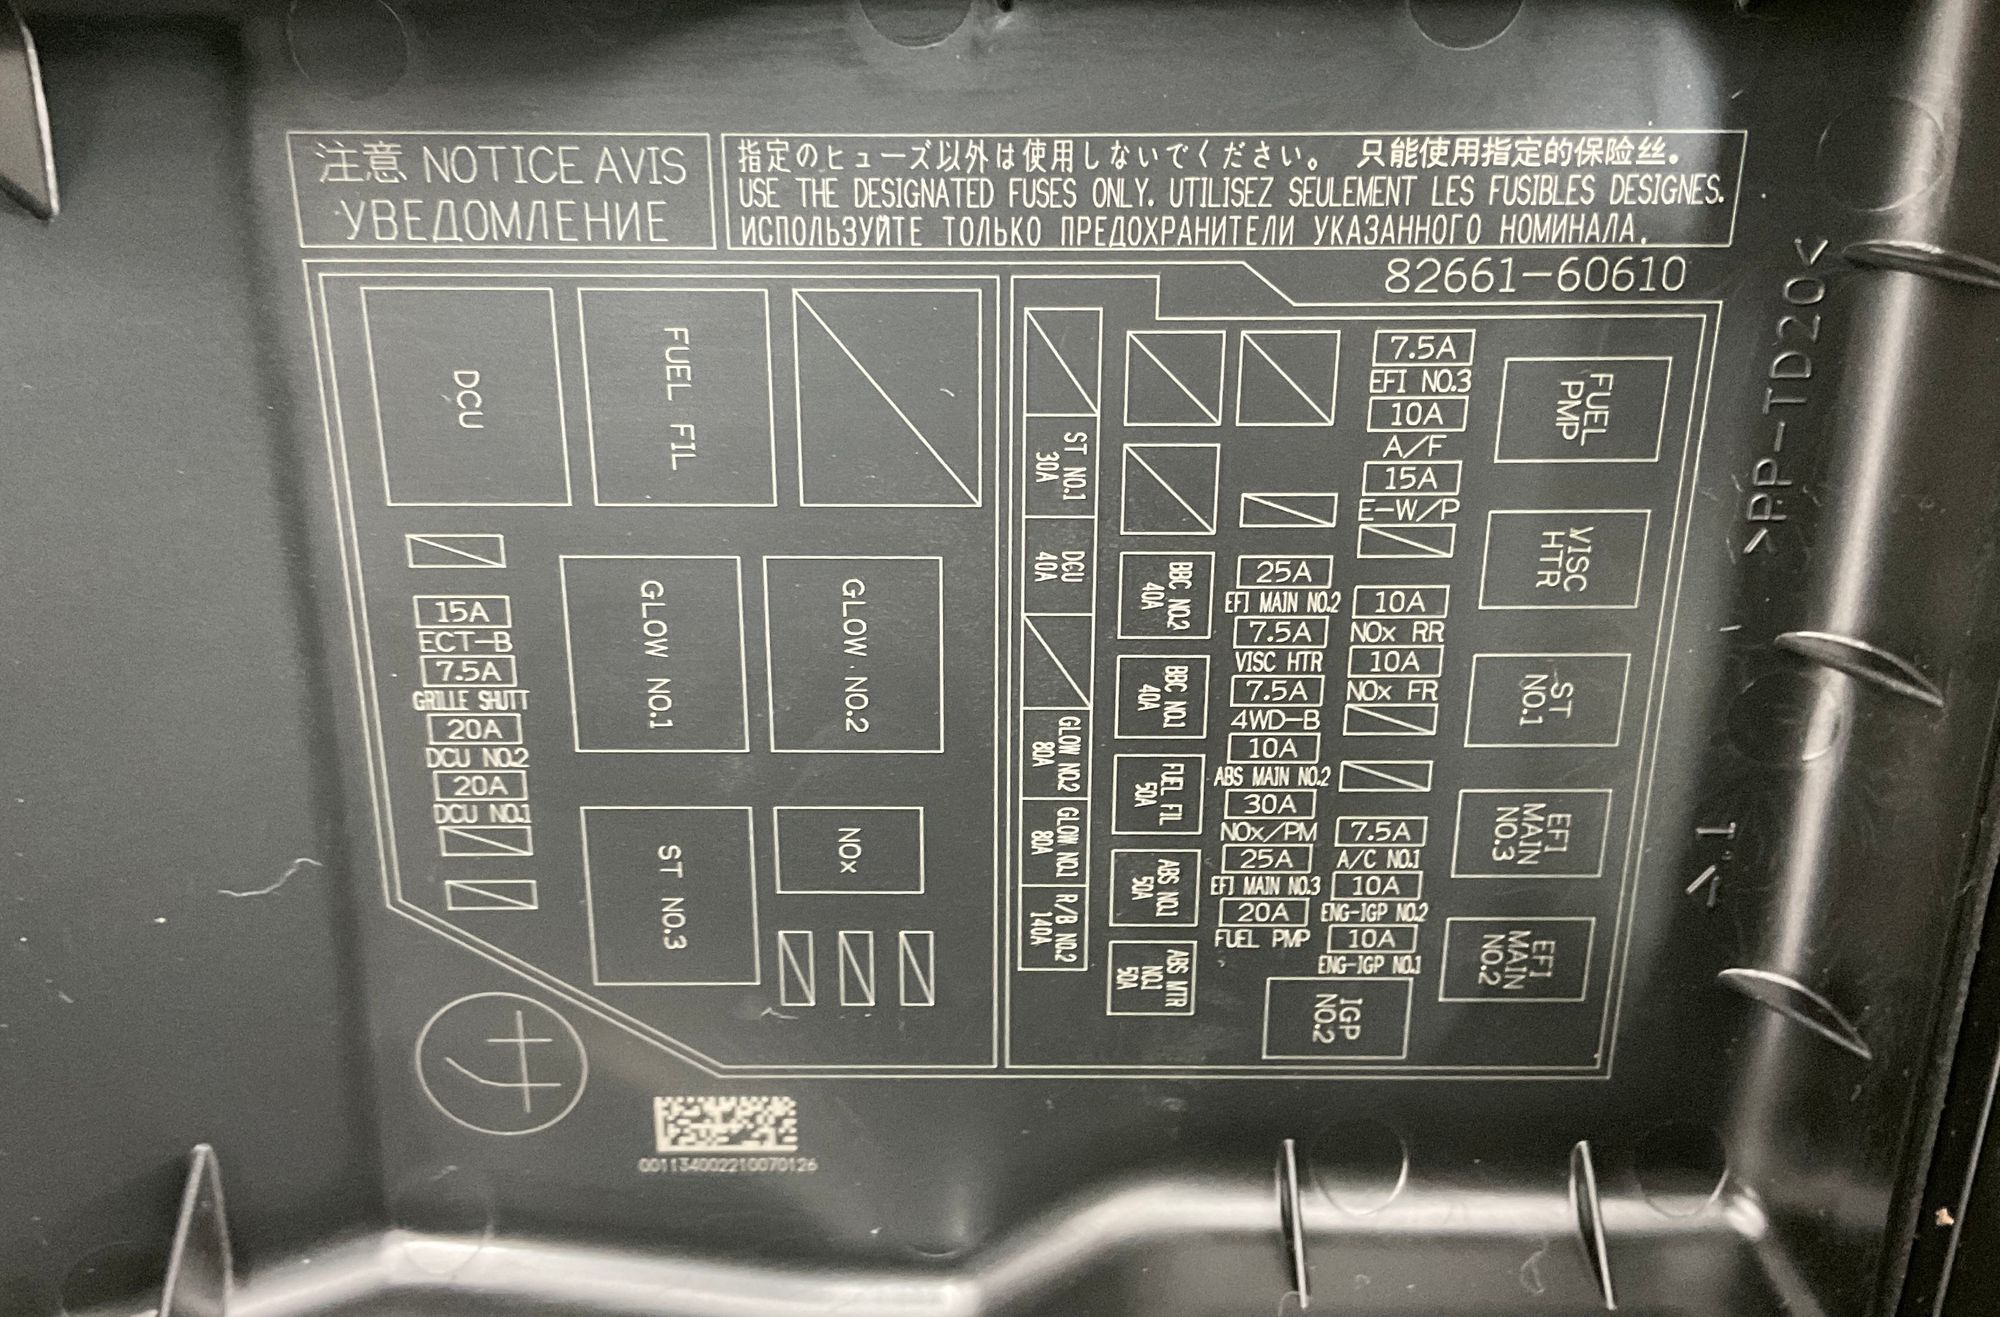 注意 NOTICE AVIS
УВЕДОМЛЕНИЕ
指定のヒューズ以外は使用しないでください。 只能使用指定的保险丝。
USE THE DESIGNATED FUSES ONLY. UTILISEZ SEULEMENT LES FUSIBLES DESIGNES.
ИСПОЛЬЗУЙТЕ ТОЛЬКО ПРЕДОХРАНИТЕЛИ УКАЗАННОГО НОМИНАЛА.
82661-60610
DCU
FUEL FIL
15A
ECT-B
7.5A
GRILLE SHUTT
20A
DCU NO.2
20A
DCU NO.1
GLOW NO.1
GLOW NO.2
ST NO.3
NOx
ST NO.1
30A
DCU
40A
GLOW NO.2
80A
GLOW NO.1
80A
R/B NO.2
140A
BBC NO.2
40A
BBC NO.1
40A
FUEL FIL
50A
ABS NO.1
50A
ABS MTR
NO.1
50A
25A
EFI MAIN NO.2
7.5A
VISC HTR
7.5A
4WD-B
10A
ABS MAIN NO.2
30A
NOx/PM
25A
EFI MAIN NO.3
20A
FUEL PMP
7.5A
EFI NO.3
10A
A/F
15A
E-W/P
10A
NOx RR
10A
NOx FR
7.5A
A/C NO.1
10A
ENG-IGP NO.2
10A
ENG-IGP NO.1
IGP
NO.2
FUEL
PMP
VISC
HTR
ST
NO.1
EFI
MAIN
NO.3
EFI
MAIN
NO.2
>PP-TD20<
1
サ
001134002210070126